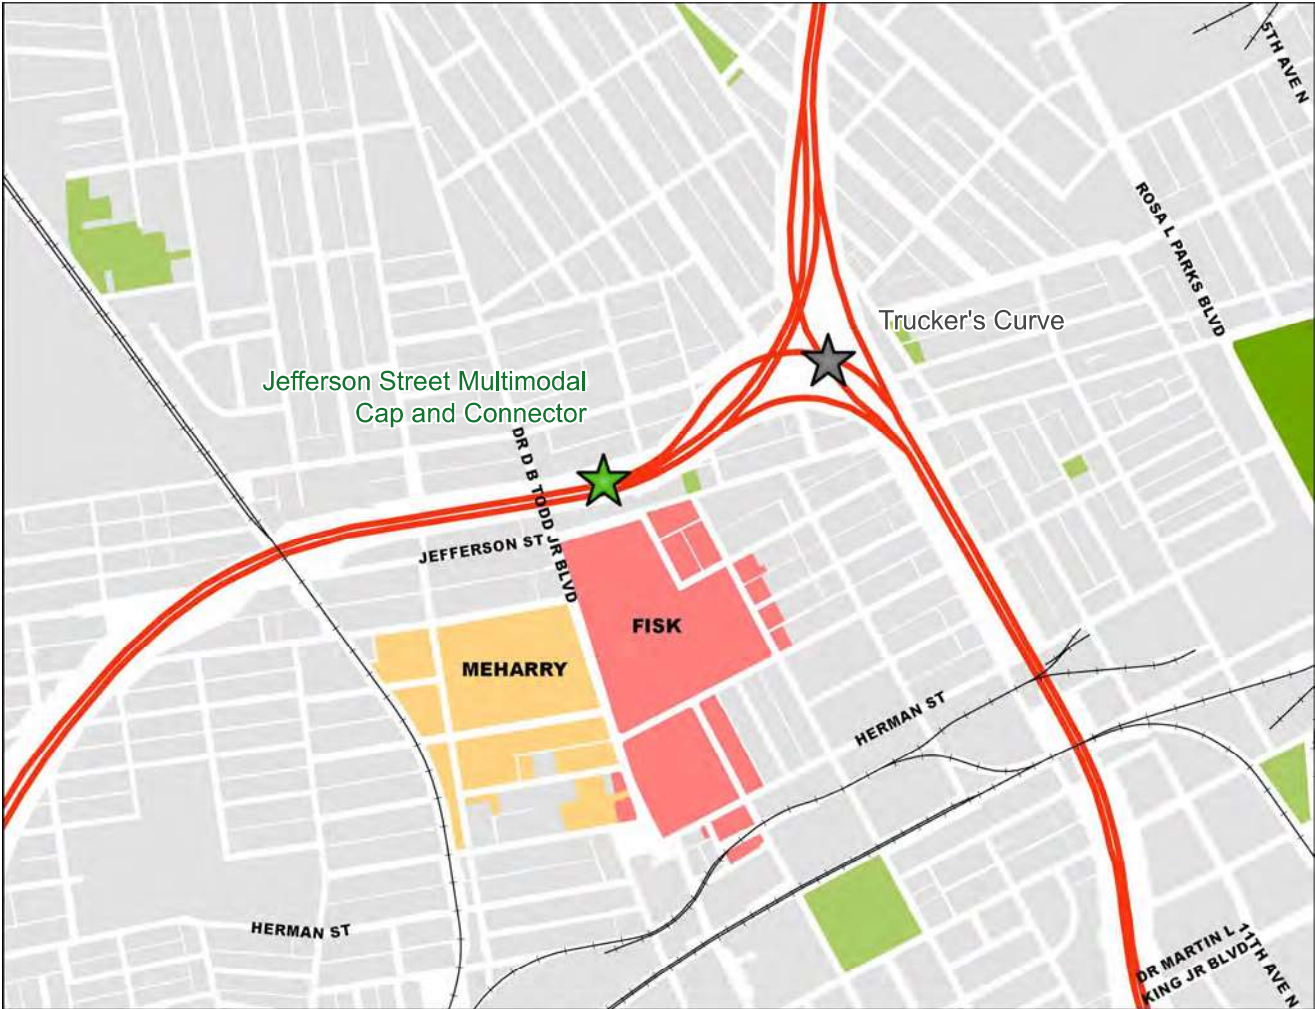 5TH AVE N
ROSA L PARKS BLVD
Trucker's Curve
Jefferson Street Multimodal
Cap and Connector
DR D B TODD JR BLVD
JEFFERSON ST
FISK
MEHARRY
HERMAN ST
HERMAN ST
DR MARTIN L
KING JR BLVD
11TH AVE N